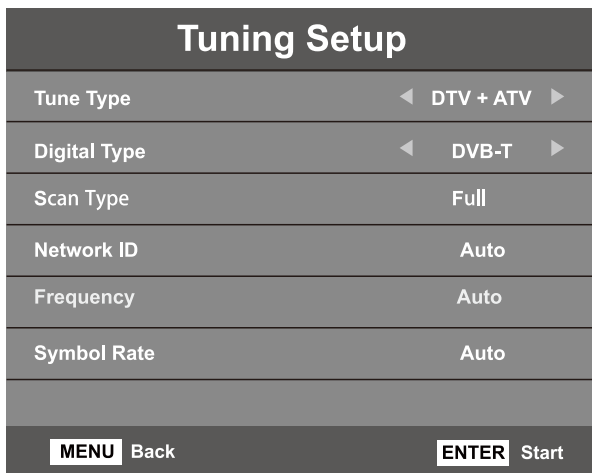 Tuning Setup
Tune Type DTV + ATV
Digital Type DVB-T
Scan Type Full
Network ID Auto
Frequency Auto
Symbol Rate Auto
MENU Back ENTER Start